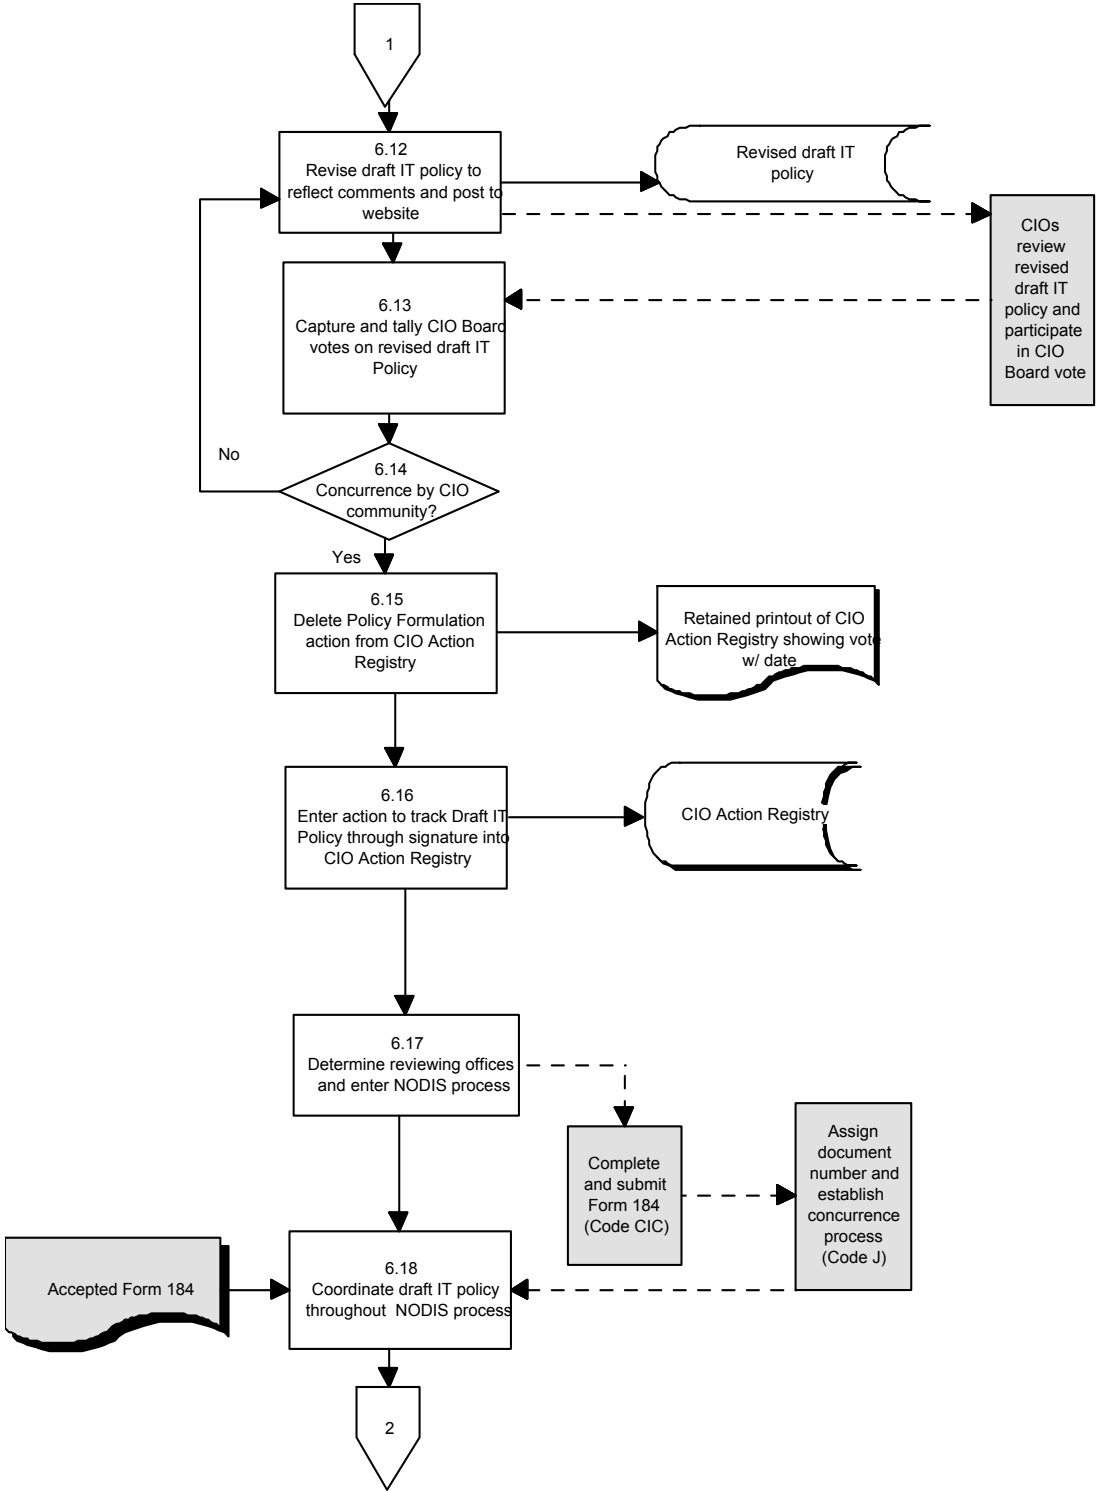 1
6.12
Revise draft IT policy to
reflect comments and post to
website
Revised draft IT
policy
CIOs
review
revised
draft IT
policy and
participate
in CIO
Board vote
6.13
Capture and tally CIO Board
votes on revised draft IT
Policy
No
6.14
Concurrence by CIO
community?
Yes
6.15
Delete Policy Formulation
action from CIO Action
Registry
Retained printout of CIO
Action Registry showing vote
w/ date
6.16
Enter action to track Draft IT
Policy through signature into
CIO Action Registry
CIO Action Registry
6.17
Determine reviewing offices
and enter NODIS process
Complete
and submit
Form 184
(Code CIC)
Assign
document
number and
establish
concurrence
process
(Code J)
Accepted Form 184
6.18
Coordinate draft IT policy
throughout NODIS process
2